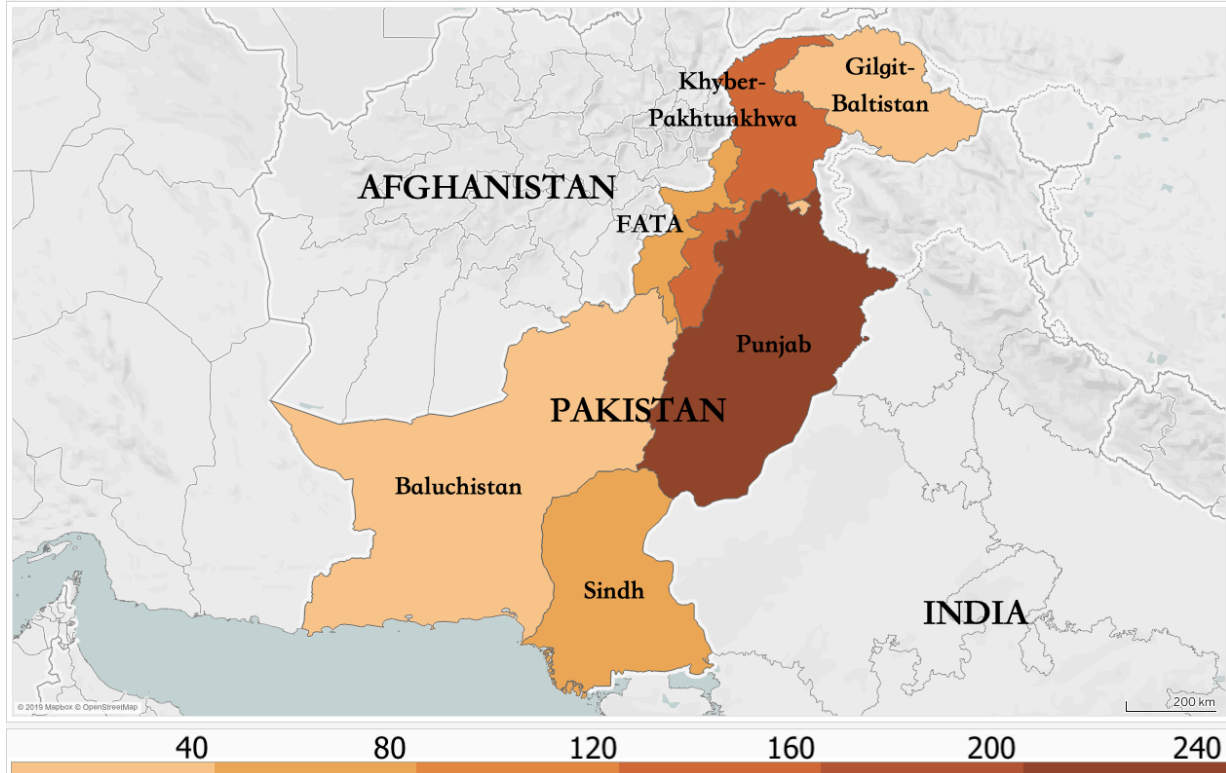 Khyber-
Pakhtunkhwa
Gilgit-
Baltistan
AFGHANISTAN
FATA
Punjab
PAKISTAN
Baluchistan
Sindh
INDIA
© 2019 Mapbox © OpenStreetMap
200 km
40 80 120 160 200 240